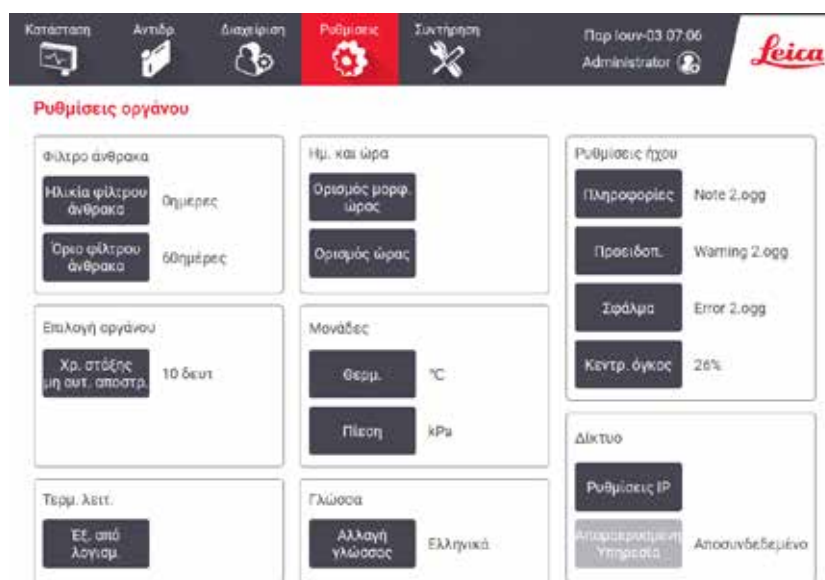 Κατάσταση
Αντιδρ.
Διαχείριση
Ρυθμίσεις
Συντήρηση
Παρ Ιουν-03 07:06
Administrator
Leica
Ρυθμίσεις οργάνου
Φίλτρο άνθρακα
Ηλικία φίλτρου
άνθρακα
0ημερες
Όριο φίλτρου
άνθρακα
60ημέρες
Επιλογή οργάνου
Χρ. στάξης
μη αυτ. αποστρ.
10 δευτ
Τερμ. λειτ.
Έξ. από
λογισμ.
Ημ. και ώρα
Ορισμός μορφ.
ώρας
Ορισμός ώρας
Μονάδες
Θερμ.
°C
Πίεση
kPa
Γλώσσα
Αλλαγή
γλώσσας
Ελληνικά
Ρυθμίσεις ήχου
Πληροφορίες
Note 2.ogg
Προειδοπ.
Warning 2.ogg
Σφάλμα
Error 2.ogg
Κεντρ. όγκος
26%
Δίκτυο
Ρυθμίσεις IP
Απομακρυσμένη
Υπηρεσία
Αποσυνδεδεμένο